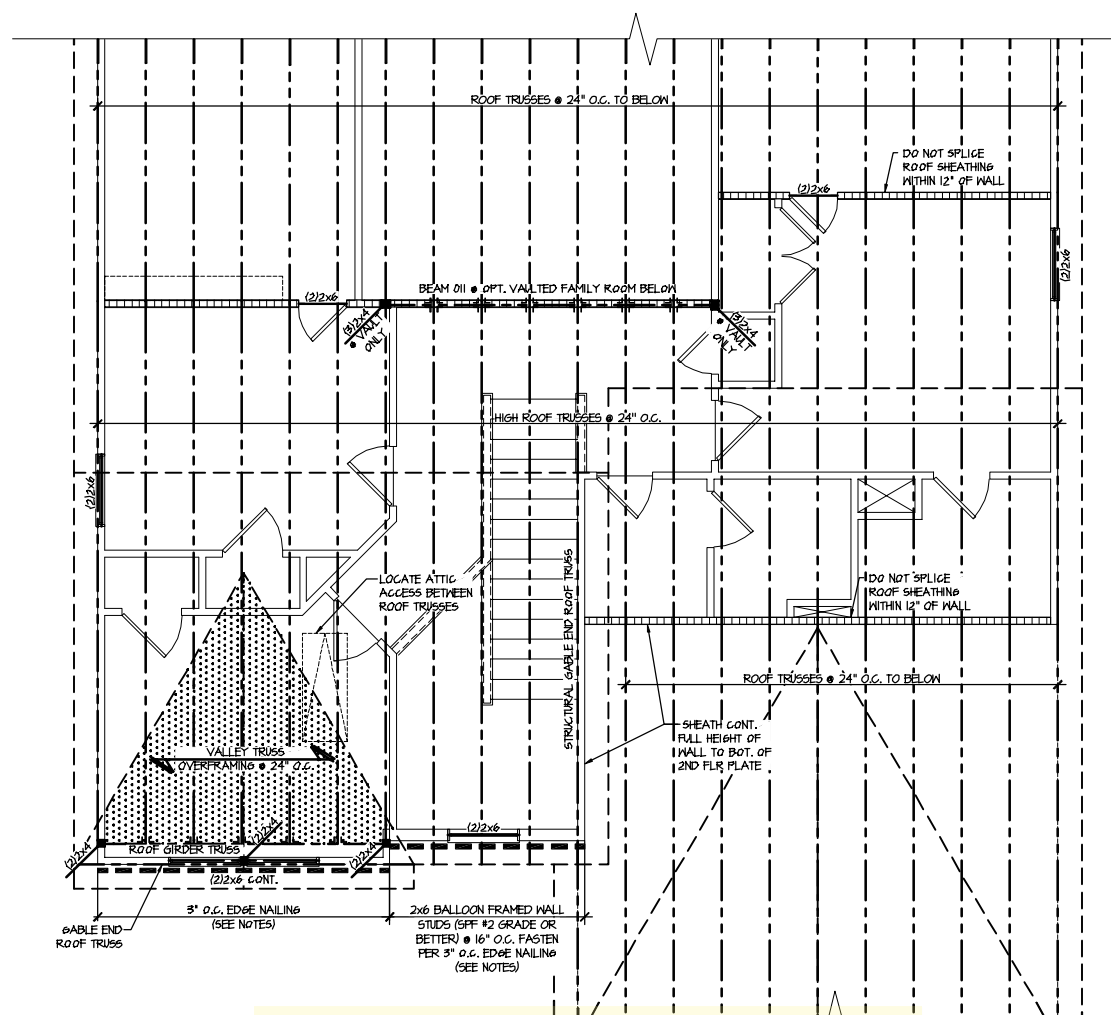 ROOF TRUSSES @ 24" O.C. TO BELOW
DO NOT SPLICE
ROOF SHEATHING
WITHIN 12" OF WALL
(2)2x6
(2)2x6
BEAM 011 @ OPT. VAULTED FAMILY ROOM BELOW
(2)2x6
(3)2x4
@ VAULT
ONLY
(3)2x4
@ VAULT
ONLY
HIGH ROOF TRUSSES @ 24" O.C.
(2)2x6
LOCATE ATTIC
ACCESS BETWEEN
ROOF TRUSSES
STRUCTURAL GABLE END ROOF TRUSS
DO NOT SPLICE
ROOF SHEATHING
WITHIN 12" OF WALL
ROOF TRUSSES @ 24" O.C. TO BELOW
SHEATH CONT.
FULL HEIGHT OF
WALL TO BOT. OF
2ND FLR PLATE
VALLEY TRUSS
OVERFRAMING @ 24" O.C.
(2)2x6
(2)2x4
ROOF GIRDER TRUSS
(2)2x4
(2)2x4
(2)2x6 CONT.
GABLE END
ROOF TRUSS
3" O.C. EDGE NAILING
(SEE NOTES)
2x6 BALLOON FRAMED WALL
STUDS (SPF #2 GRADE OR
BETTER) @ 16" O.C. FASTEN
PER 3" O.C. EDGE NAILING
(SEE NOTES)